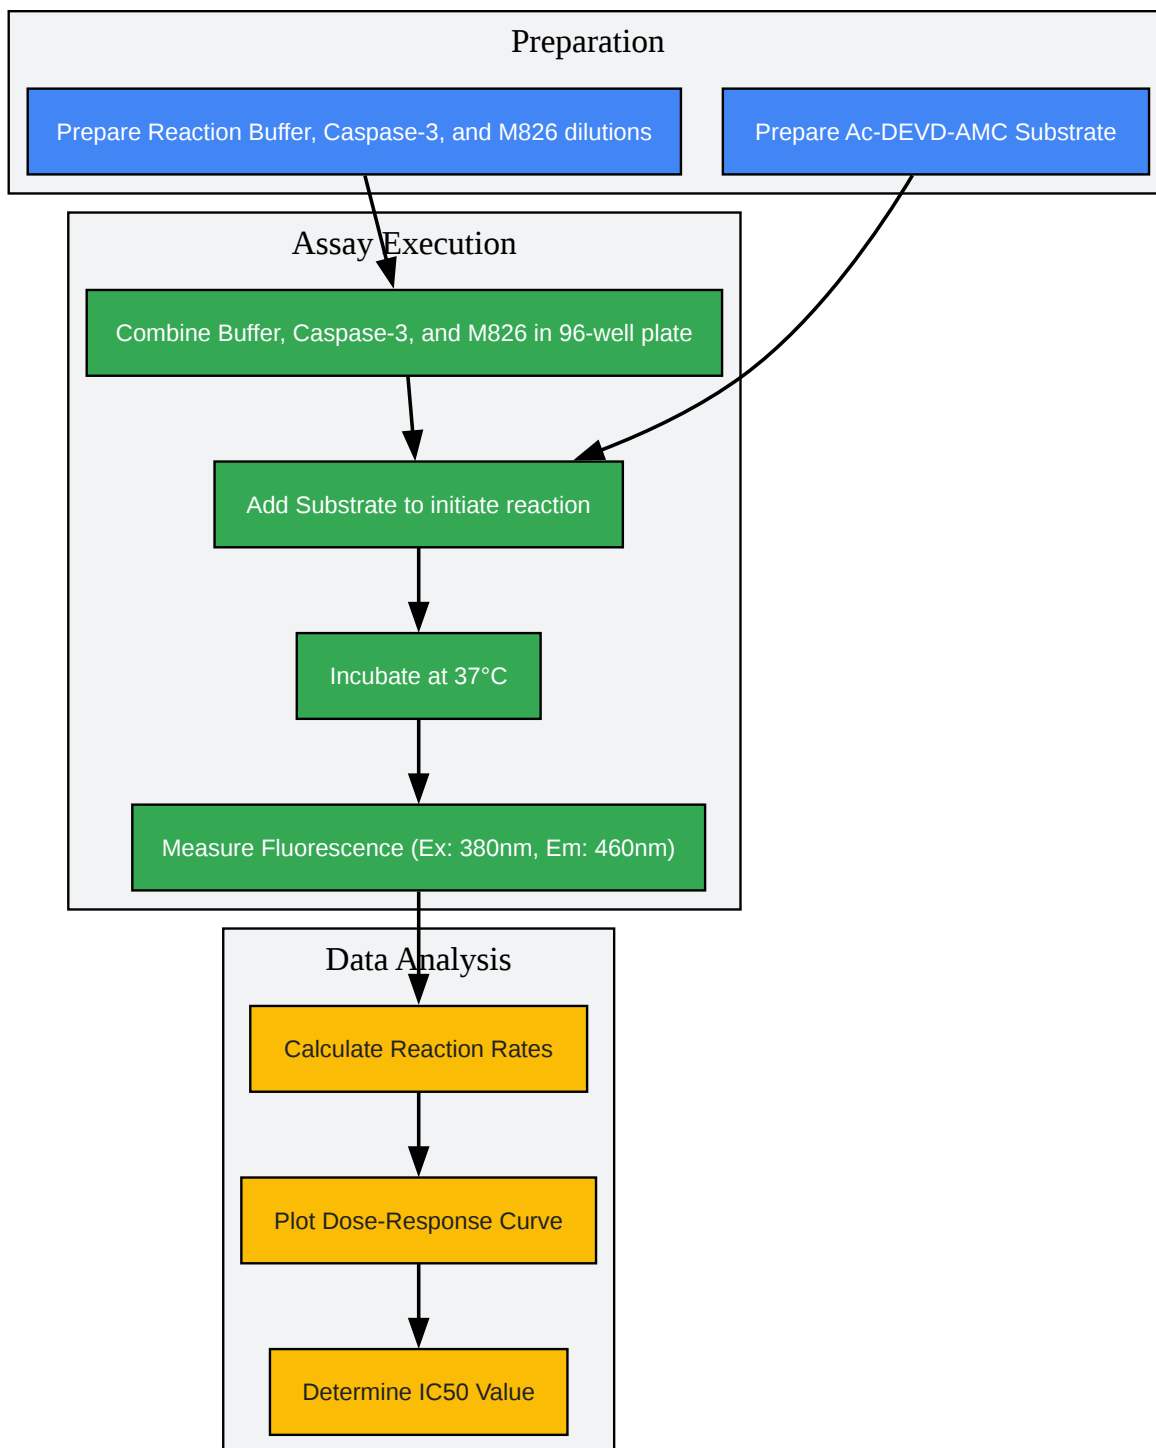 Preparation
Prepare Reaction Buffer, Caspase-3, and M826 dilutions
Prepare Ac-DEVD-AMC Substrate
Assay Execution
Combine Buffer, Caspase-3, and M826 in 96-well plate
Add Substrate to initiate reaction
Incubate at 37°C
Measure Fluorescence (Ex: 380nm, Em: 460nm)
Data Analysis
Calculate Reaction Rates
Plot Dose-Response Curve
Determine IC50 Value